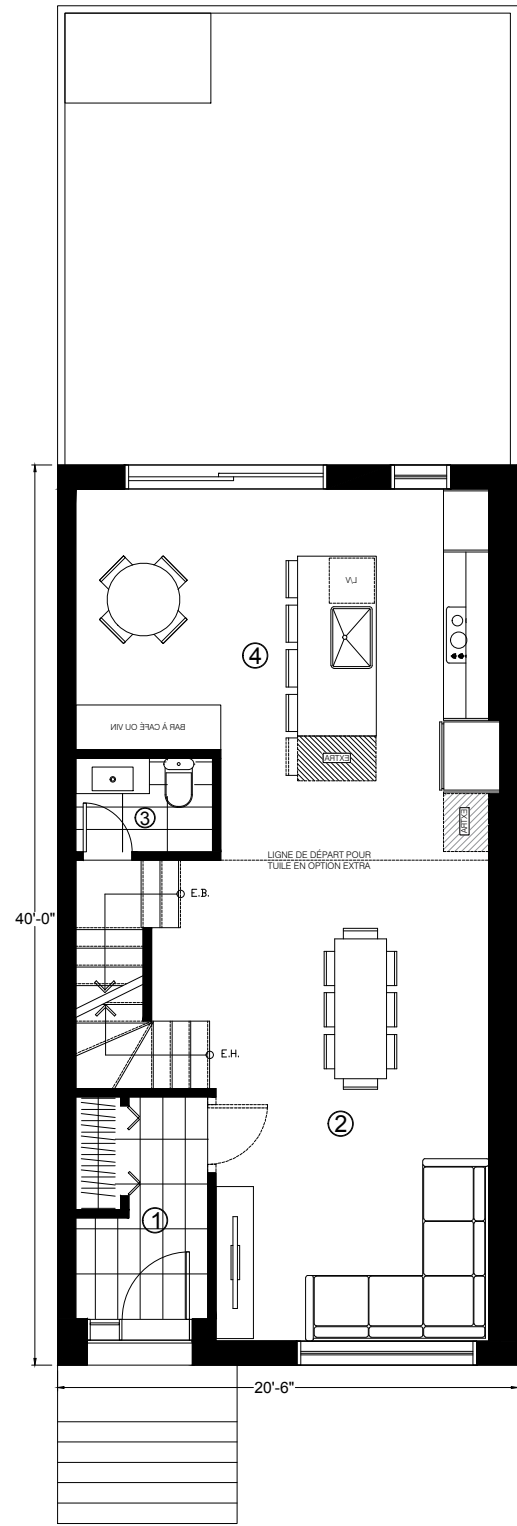 L/V
④
EXTRA
BAR À CAFÉ OU VIN
③
EXTRA
LIGNE DE DÉPART POUR
TUILE EN OPTION EXTRA
E.B.
40'-0"
E.H.
②
①
20'-6"